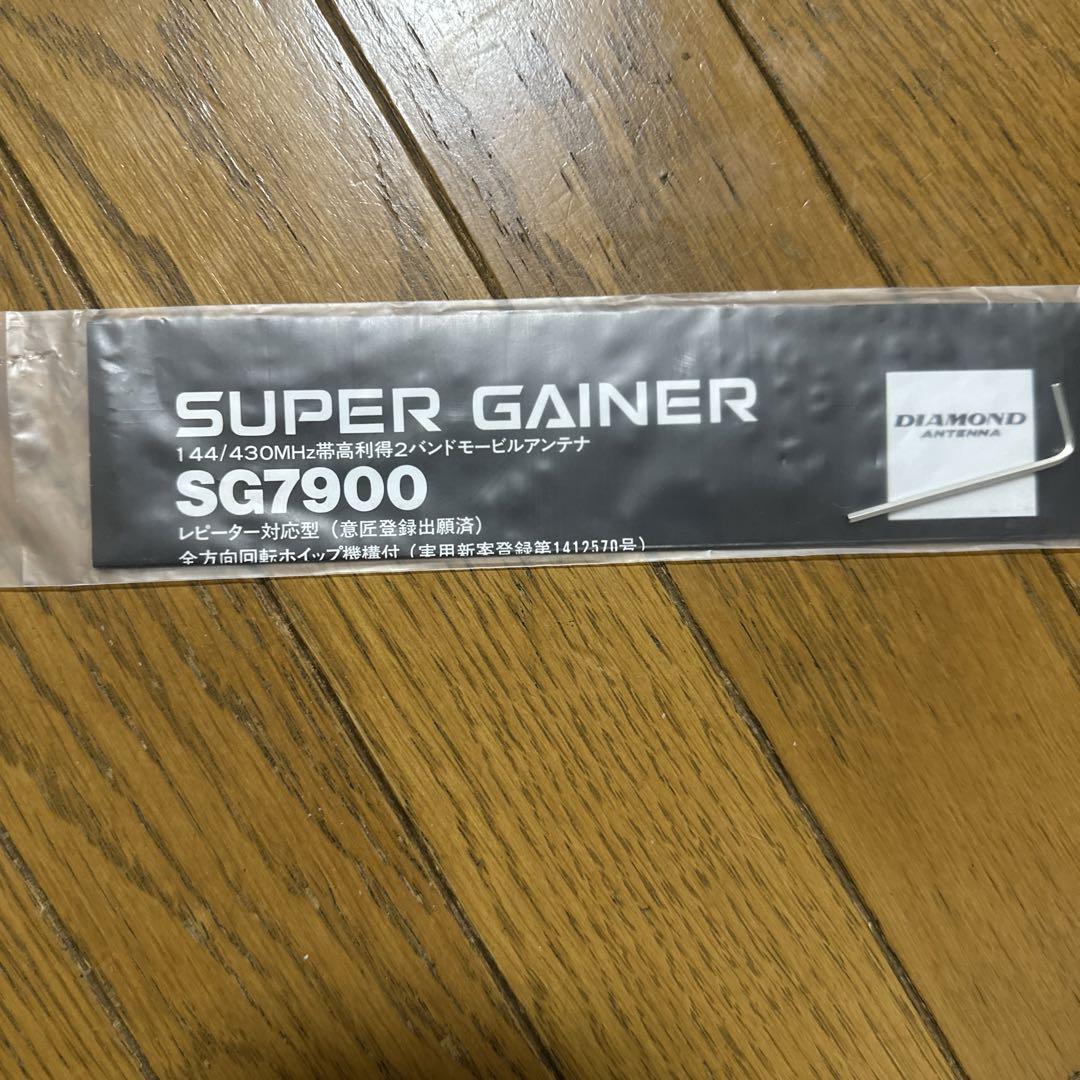 SUPER GAINER
144/430MHz帯高利得2バンドモービルアンテナ
SG7900
レピーター対応型（意匠登録出願済）
全方向回転ホイップ機構付（実用新案登録第1412570号）
DIAMOND
ANTENNA